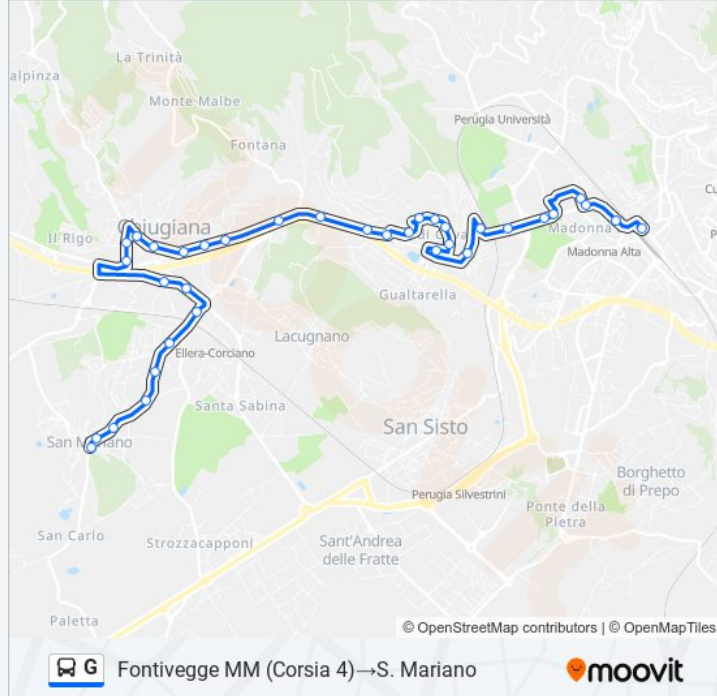 La Trinità
alpinza
Monte Malbe
Fontana
Perugia Università
Chiugiana
Il Rigo
Madonna
Madonna Alta
Gualtarella
Lacugnano
Ellera-Corciano
Santa Sabina
San Sisto
San Mariano
Perugia Silvestrini
Borghetto
di Prepo
Ponte della
Pietra
San Carlo
Strozzacapponi
Sant'Andrea
delle Fratte
Paletta
© OpenStreetMap contributors | © OpenMapTiles
G Fontivegge MM (Corsia 4)→S. Mariano
moovit